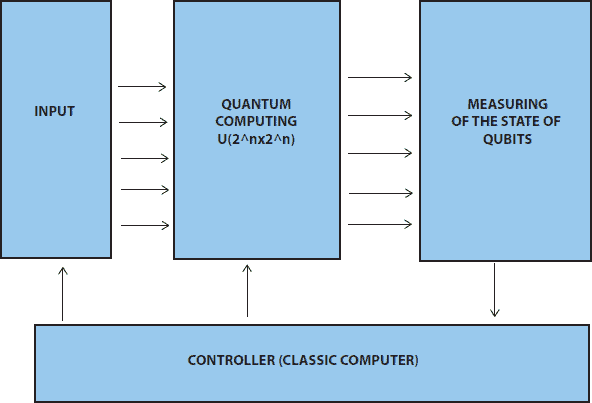 INPUT
QUANTUM
COMPUTING
U(2^nx2^n)
MEASURING
OF THE STATE OF
QUBITS
CONTROLLER (CLASSIC COMPUTER)